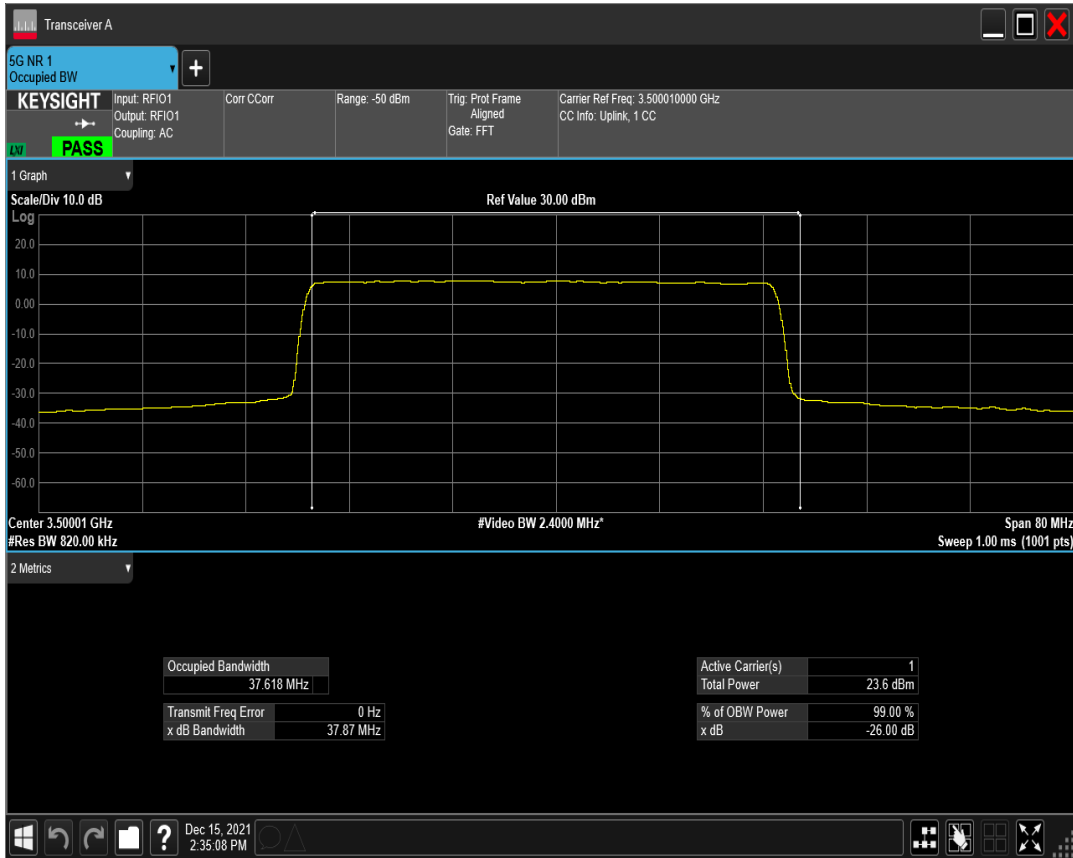 Transceiver A
5G NR 1
Occupied BW
KEYSIGHT
Input: RFIO1
Output: RFIO1
Coupling: AC
Corr CCorr
Range: -50 dBm
Trig: Prot Frame
Aligned
Gate: FFT
Carrier Ref Freq: 3.500010000 GHz
CC Info: Uplink, 1 CC
LXI
PASS
1 Graph
Scale/Div 10.0 dB
Ref Value 30.00 dBm
Log
20.0
10.0
0.00
-10.0
-20.0
-30.0
-40.0
-50.0
-60.0
Center 3.50001 GHz
#Video BW 2.4000 MHz*
Span 80 MHz
#Res BW 820.00 kHz
Sweep 1.00 ms (1001 pts)
2 Metrics
Occupied Bandwidth
37.618 MHz
Transmit Freq Error 0 Hz
x dB Bandwidth 37.87 MHz
Active Carrier(s) 1
Total Power 23.6 dBm
% of OBW Power 99.00 %
x dB -26.00 dB
Dec 15, 2021
2:35:08 PM